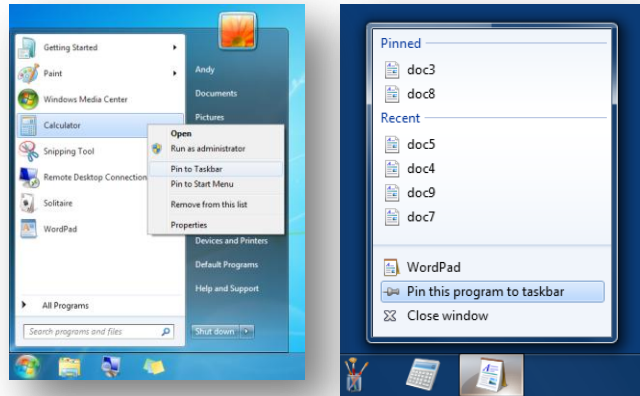 Getting Started
Paint
Windows Media Center
Calculator
Snipping Tool
Remote Desktop Connection
Solitaire
WordPad
All Programs
Search programs and files
Andy
Documents
Pictures
Open
Run as administrator
Pin to Taskbar
Pin to Start Menu
Remove from this list
Properties
Devices and Printers
Default Programs
Help and Support
Shut down
Pinned
doc3
doc8
Recent
doc5
doc4
doc9
doc7
WordPad
Pin this program to taskbar
Close window